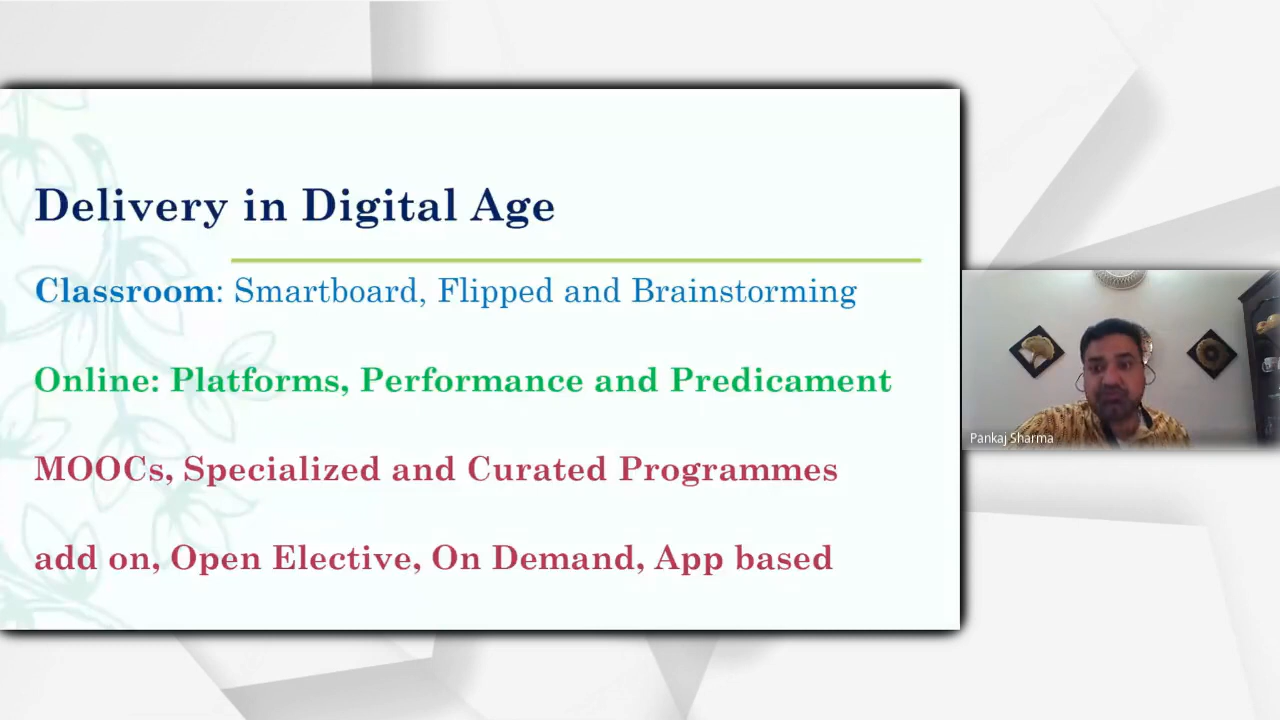 Delivery in Digital Age
Classroom: Smartboard, Flipped and Brainstorming
Online: Platforms, Performance and Predicament
MOOCs, Specialized and Curated Programmes
add on, Open Elective, On Demand, App based
Pankaj Sharma